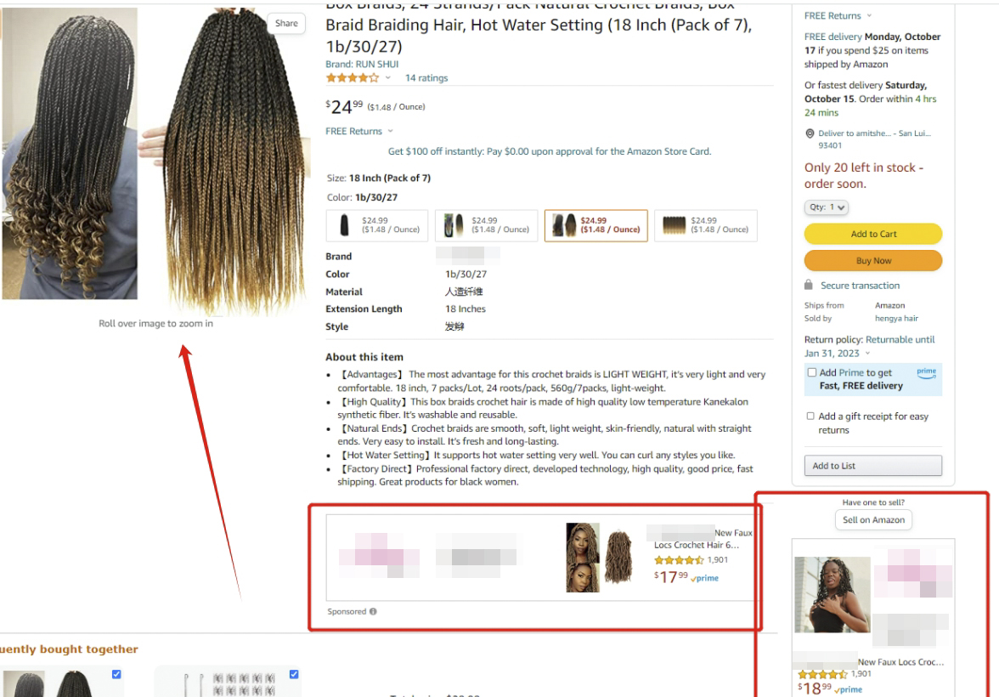 Box Braids, 24 Strands/Pack Natural Crochet Braids, Box
Braid Braiding Hair, Hot Water Setting (18 Inch (Pack of 7),
1b/30/27)
Brand: RUN SHUI
14 ratings
$24 99 ($1.48 / Ounce)
FREE Returns
Get $100 off instantly: Pay $0.00 upon approval for the Amazon Store Card.
Size: 18 Inch (Pack of 7)
Color: 1b/30/27
$24.99
($1.48 / Ounce)
$24.99
($1.48 / Ounce)
$24.99
($1.48 / Ounce)
$24.99
($1.48 / Ounce)
Brand
Color 1b/30/27
Material 人造纤维
Extension Length 18 Inches
Style 发辫
About this item
• 【Advantages】 The most advantage for this crochet braids is LIGHT WEIGHT, it's very light and very
comfortable. 18 inch, 7 packs/Lot, 24 roots/pack, 560g/7packs, light-weight.
• 【High Quality】This box braids crochet hair is made of high quality low temperature Kanekalon
synthetic fiber. It's washable and reusable.
• 【Natural Ends】Crochet braids are smooth, soft, light weight, skin-friendly, natural with straight
ends. Very easy to install. It's fresh and long-lasting.
• 【Hot Water Setting】It supports hot water setting very well. You can curl any styles you like.
• 【Factory Direct】Professional factory direct, developed technology, high quality, good price, fast
shipping. Great products for black women.
Share
Roll over image to zoom in
New Faux
Locs Crochet Hair 6...
1,901
$17 99 prime
Sponsored
uently bought together
FREE Returns
FREE delivery Monday, October
17 if you spend $25 on items
shipped by Amazon
Or fastest delivery Saturday,
October 15. Order within 4 hrs
24 mins
Deliver to amitshe... - San Lui...
93401
Only 20 left in stock -
order soon.
Qty: 1
Add to Cart
Buy Now
Secure transaction
Ships from Amazon
Sold by hengya hair
Return policy: Returnable until
Jan 31, 2023
Add Prime to get
Fast, FREE delivery
prime
Add a gift receipt for easy
returns
Add to List
Have one to sell?
Sell on Amazon
New Faux Locs Croc...
1,901
$18 99 prime